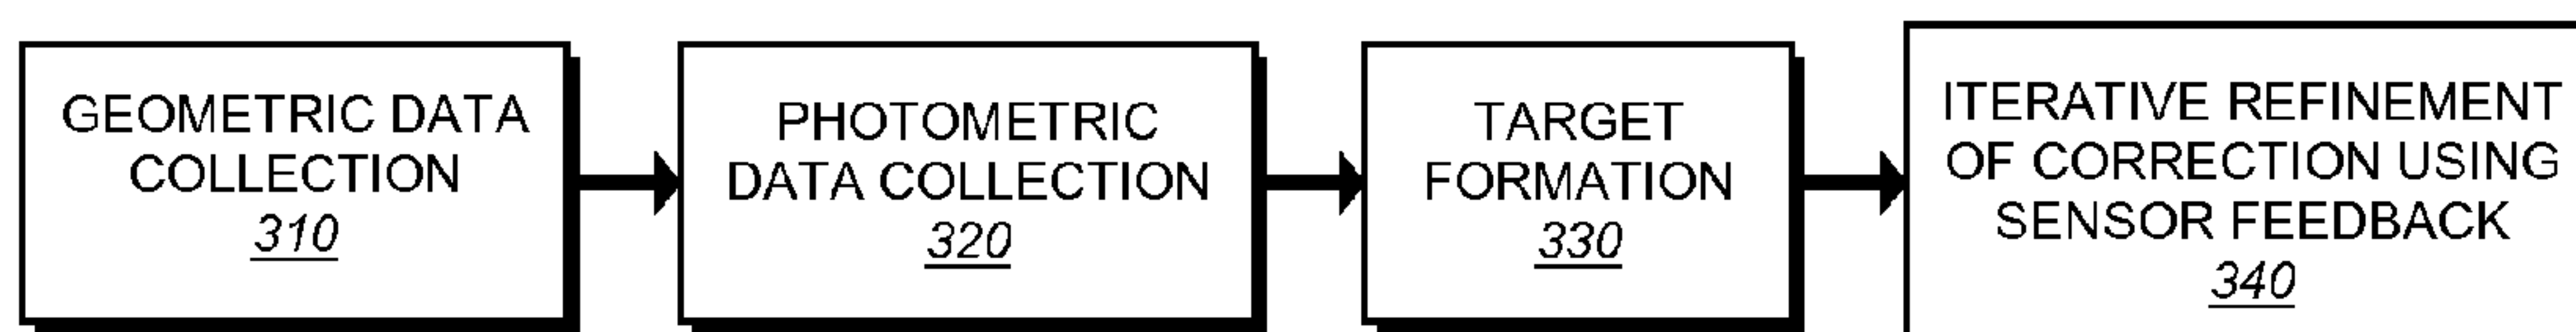 GEOMETRIC DATA
COLLECTION
310
PHOTOMETRIC
DATA COLLECTION
320
TARGET
FORMATION
330
ITERATIVE REFINEMENT
OF CORRECTION USING
SENSOR FEEDBACK
340